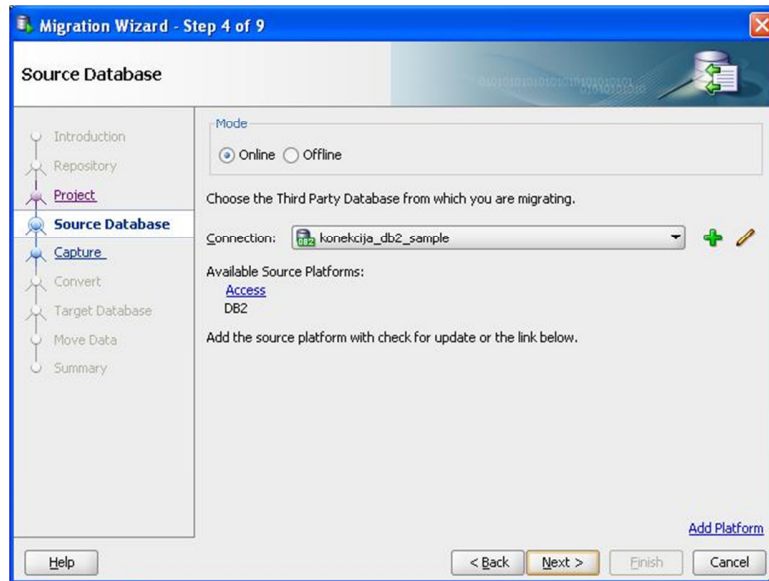 Migration Wizard - Step 4 of 9
Source Database
Introduction
Repository
Project
Source Database
Capture
Convert
Target Database
Move Data
Summary
Mode
Online Offline
Choose the Third Party Database from which you are migrating.
Connection: DB2 konekcija_db2_sample
Available Source Platforms:
Access
DB2
Add the source platform with check for update or the link below.
Add Platform
Help < Back Next > Finish Cancel